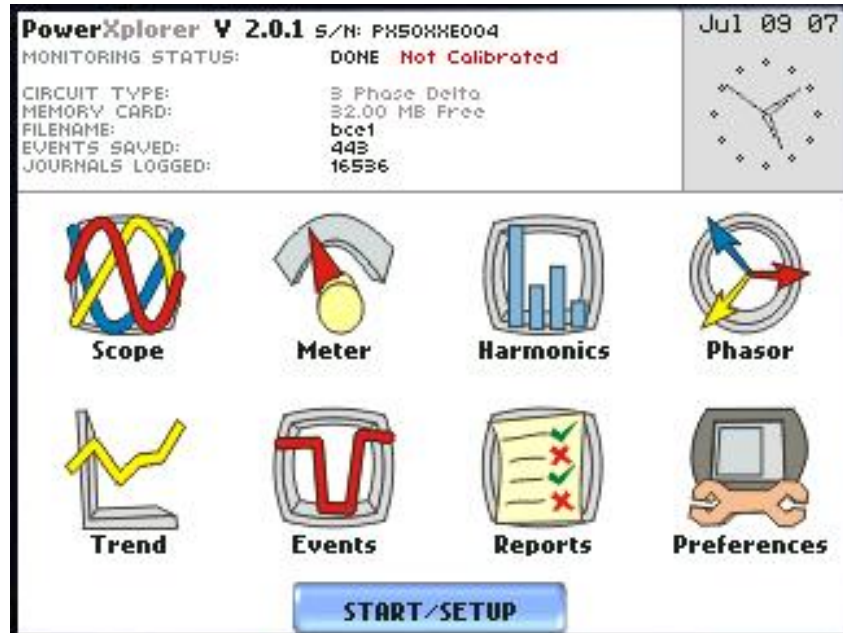 PowerXplorer V 2.0.1 S/N: PX50XXE004
Jul 09 07
MONITORING STATUS: DONE Not Calibrated
CIRCUIT TYPE: 3 Phase Delta
MEMORY CARD: 32.00 MB Free
FILENAME: bce1
EVENTS SAVED: 443
JOURNALS LOGGED: 16536
Scope Meter Harmonics Phasor
Trend Events Reports Preferences
START/SETUP